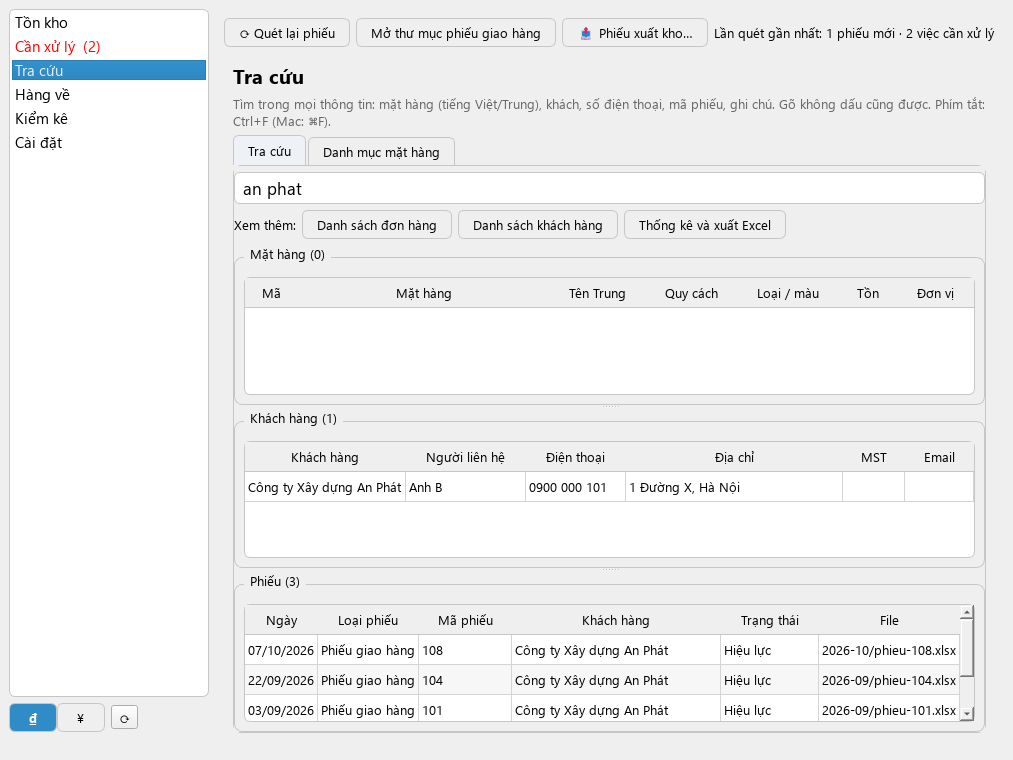 Tồn kho
Cần xử lý (2)
Tra cứu
Hàng về
Kiểm kê
Cài đặt
₫
¥
⟳
⟳ Quét lại phiếu
Mở thư mục phiếu giao hàng
Phiếu xuất kho...
Lần quét gần nhất: 1 phiếu mới · 2 việc cần xử lý
Tra cứu
Tìm trong mọi thông tin: mặt hàng (tiếng Việt/Trung), khách, số điện thoại, mã phiếu, ghi chú. Gõ không dấu cũng được. Phím tắt:
Ctrl+F (Mac: ⌘F).
Tra cứu
Danh mục mặt hàng
an phat
Xem thêm: Danh sách đơn hàng Danh sách khách hàng Thống kê và xuất Excel
Mặt hàng (0)
Mã Mặt hàng Tên Trung Quy cách Loại / màu Tồn Đơn vị
Khách hàng (1)
Khách hàng Người liên hệ Điện thoại Địa chỉ MST Email
Công ty Xây dựng An Phát Anh B 0900 000 101 1 Đường X, Hà Nội
Phiếu (3)
Ngày Loại phiếu Mã phiếu Khách hàng Trạng thái File
07/10/2026 Phiếu giao hàng 108 Công ty Xây dựng An Phát Hiệu lực 2026-10/phieu-108.xlsx
22/09/2026 Phiếu giao hàng 104 Công ty Xây dựng An Phát Hiệu lực 2026-09/phieu-104.xlsx
03/09/2026 Phiếu giao hàng 101 Công ty Xây dựng An Phát Hiệu lực 2026-09/phieu-101.xlsx